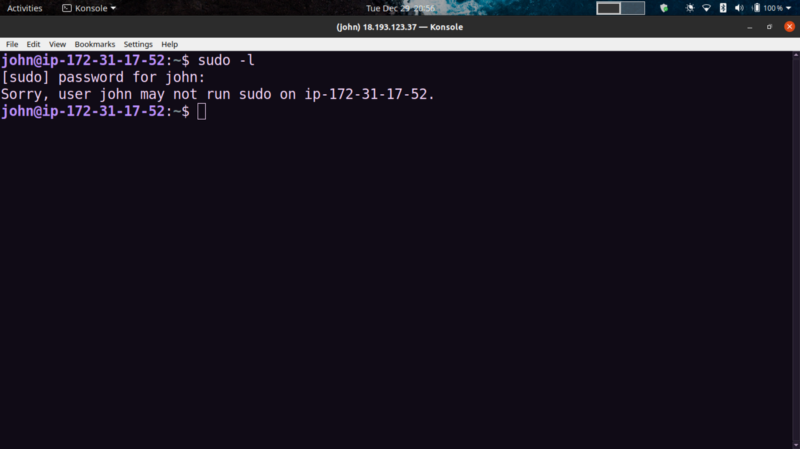 Activities Konsole Tue Dec 29 20:56 100 %
(john) 18.193.123.37 — Konsole
File Edit View Bookmarks Settings Help
john@ip-172-31-17-52:~$ sudo -l
[sudo] password for john:
Sorry, user john may not run sudo on ip-172-31-17-52.
john@ip-172-31-17-52:~$